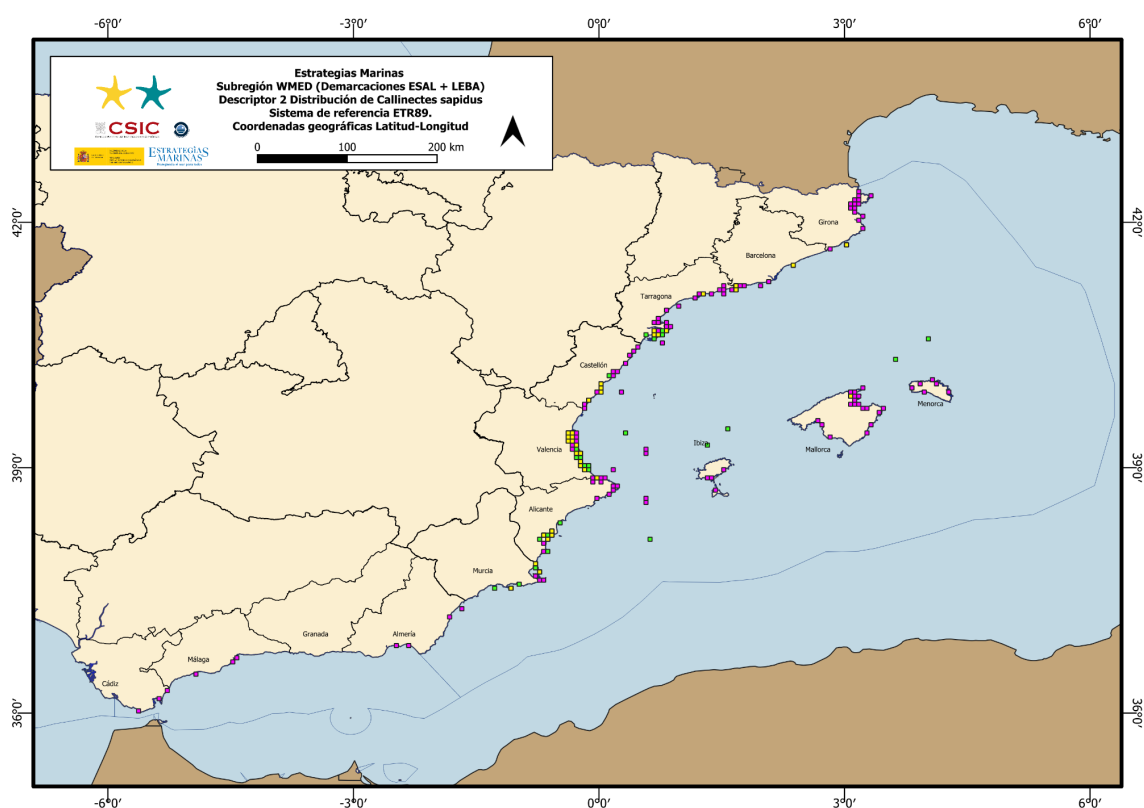 -6°0' -3°0' 0°0' 3°0' 6°0'
Estrategias Marinas
Subregión WMED (Demarcaciones ESAL + LEBA)
Descriptor 2 Distribución de Callinectes sapidus
Sistema de referencia ETR89.
Coordenadas geográficas Latitud-Longitud
CSIC
ESTRATEGIAS
MARINAS
0 100 200 km
42°0'
42°0'
Girona
Barcelona
Tarragona
Castellón
Menorca
Ibiza
Valencia
Mallorca
39°0'
39°0'
Alicante
Murcia
Granada
Almería
Málaga
Cádiz
36°0'
36°0'
-6°0' -3°0' 0°0' 3°0' 6°0'